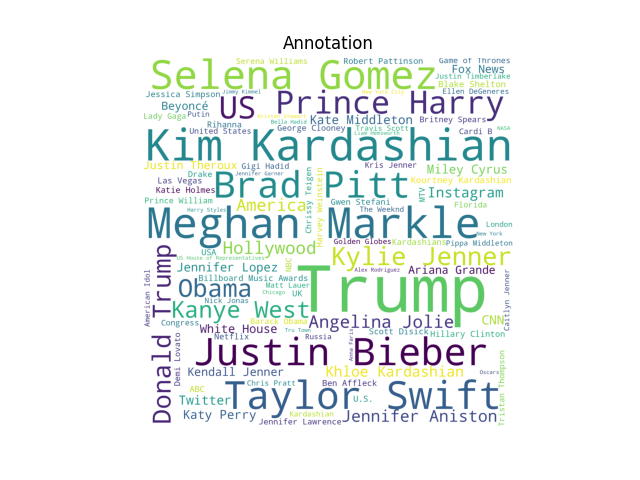 Annotation
Serena Williams
Robert Pattinson
Game of Thrones
Fox News
Selena Gomez
Justin Timberlake
Blake Shelton
Jessica Simpson
Jimmy Kimmel
New York City
Ellen DeGeneres
Beyoncé
US
Prince Harry
Lady Gaga
Putin
Kristen Stewart
Kate Middleton
Britney Spears
Rihanna
Bella Hadid
George Clooney
Travis Scott
Cardi B
NASA
United States
Liam Hemsworth
Kim Kardashian
Justin Theroux
Gigi Hadid
Kris Jenner
Miley Cyrus
Drake
Jennifer Garner
Brad Pitt
Chrissy Teigen
Harvey Weinstein
Kourtney Kardashian
Las Vegas
Katie Holmes
MTV
Instagram
Prince William
America
Gwen Stefani
Florida
Harry Styles
The Weeknd
Meghan Markle
London
New York
Donald Trump
Hollywood
Golden Globes
Kardashians
Pippa Middleton
USA
US House of Representatives
NBC
Kylie Jenner
Jennifer Lopez
Alex Rodriguez
Ariana Grande
Caitlyn Jenner
American Idol
Billboard Music Awards
Trump
Obama
Matt Lauer
Chicago
UK
Nick Jonas
Kanye West
Congress
Barack Obama
Angelina Jolie
CNN
White House
Tru Town
Scott Disick
Hillary Clinton
Demi Lovato
Netflix
Russia
Anna Faris
Justin Bieber
Tristan Thompson
Kendall Jenner
Khloe Kardashian
Oscars
ABC
Chris Pratt
Ben Affleck
Twitter
Taylor Swift
U.S.
Katy Perry
Kardashian
Jennifer Aniston
Jennifer Lawrence